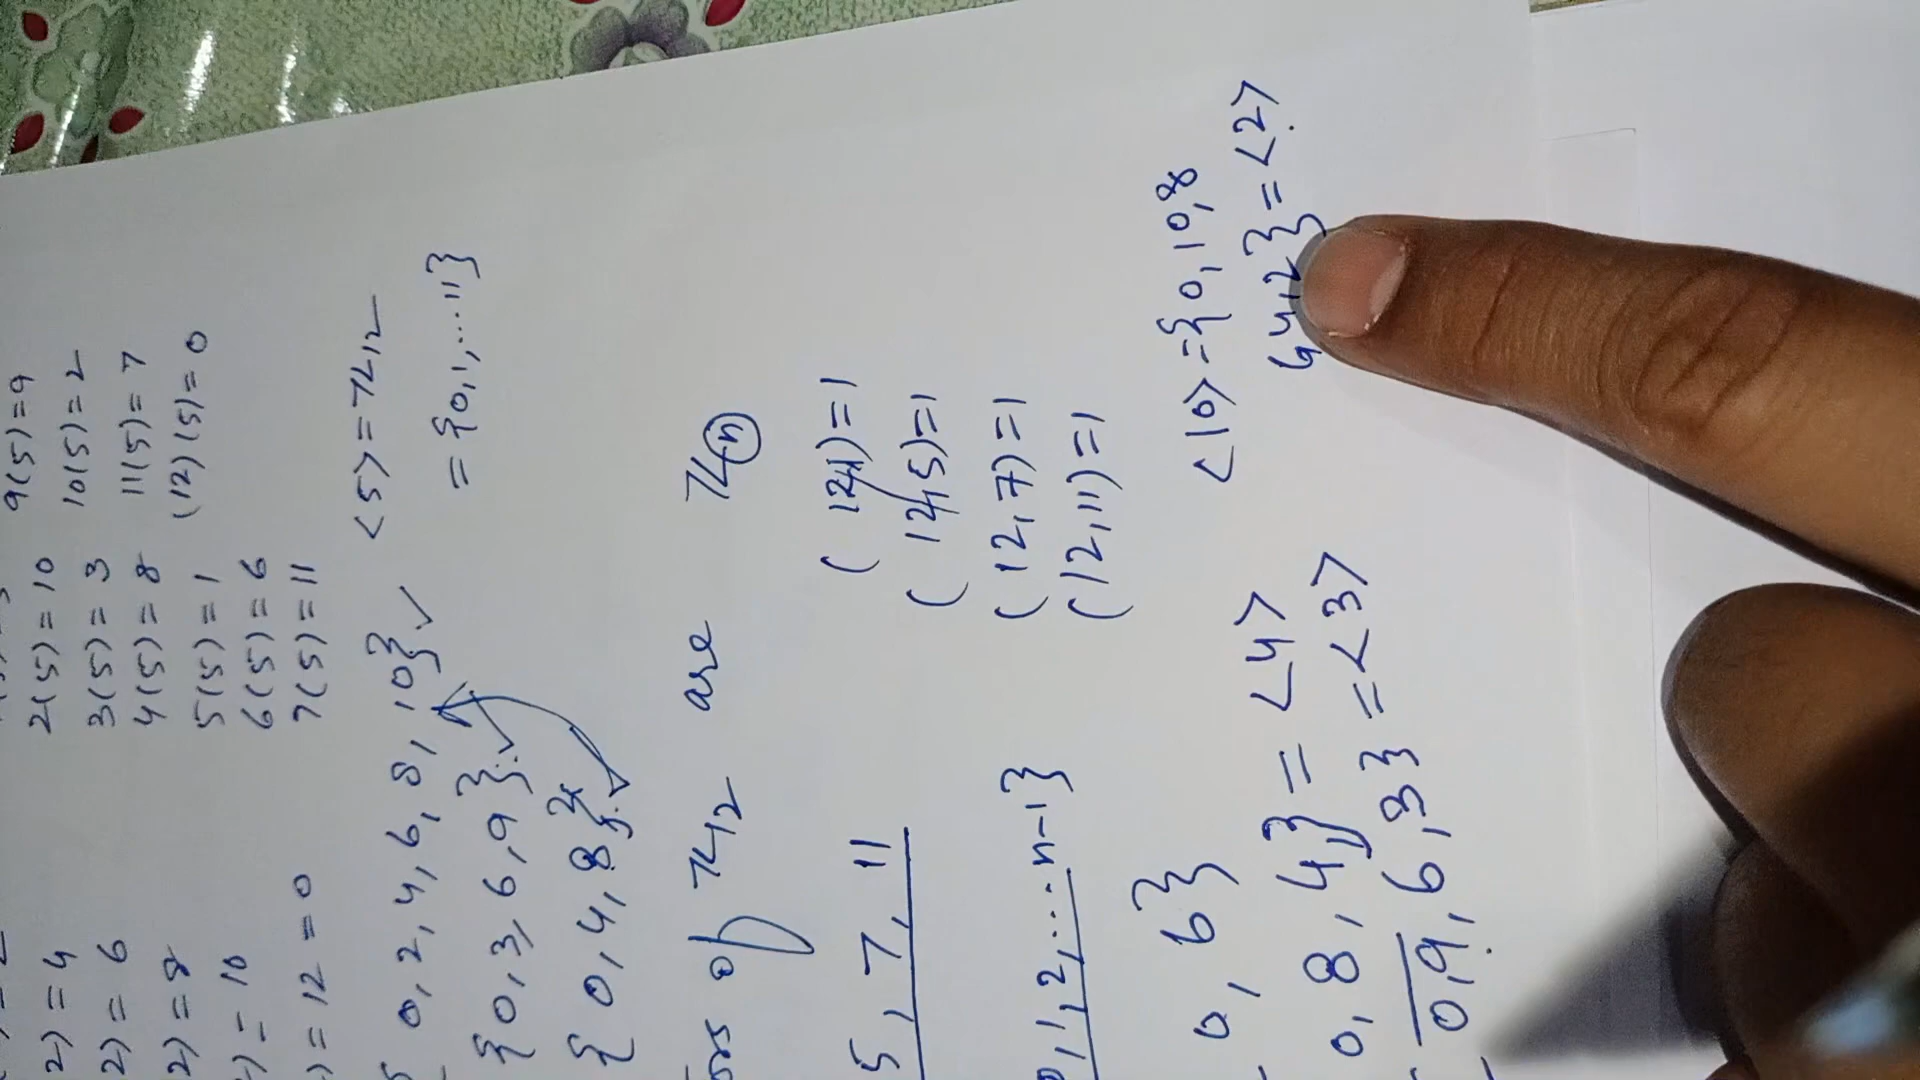 2(5) = 10
3(5) = 3
4(5) = 8
5(5) = 1
6(5) = 6
7(5) = 11
9(5) = 9
10(5) = 2
11(5) = 7
(12)(5) = 0
2) = 4
2) = 6
2) = 8
) = 10
) = 12 = 0
<5> = Z12
= {0,1,....11}
0, 2, 4, 6, 8, 10} ✓
{0, 3, 6, 9} ✓
{0, 4, 8}
of Z12 are Zn
5, 7, 11
(12,1)=1
(12,5)=1
(12,7)=1
(12,11)=1
1, 2, ... n-1}
0, 6}
0, 8, 4,} = <4>
0,9,6,3} = <3>
<10> = {0,10,8
6,4,2} = <2>